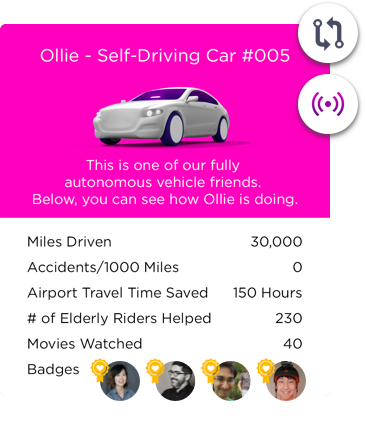 Ollie - Self-Driving Car #005
This is one of our fully
autonomous vehicle friends.
Below, you can see how Ollie is doing.
Miles Driven 30,000
Accidents/1000 Miles 0
Airport Travel Time Saved 150 Hours
# of Elderly Riders Helped 230
Movies Watched 40
Badges